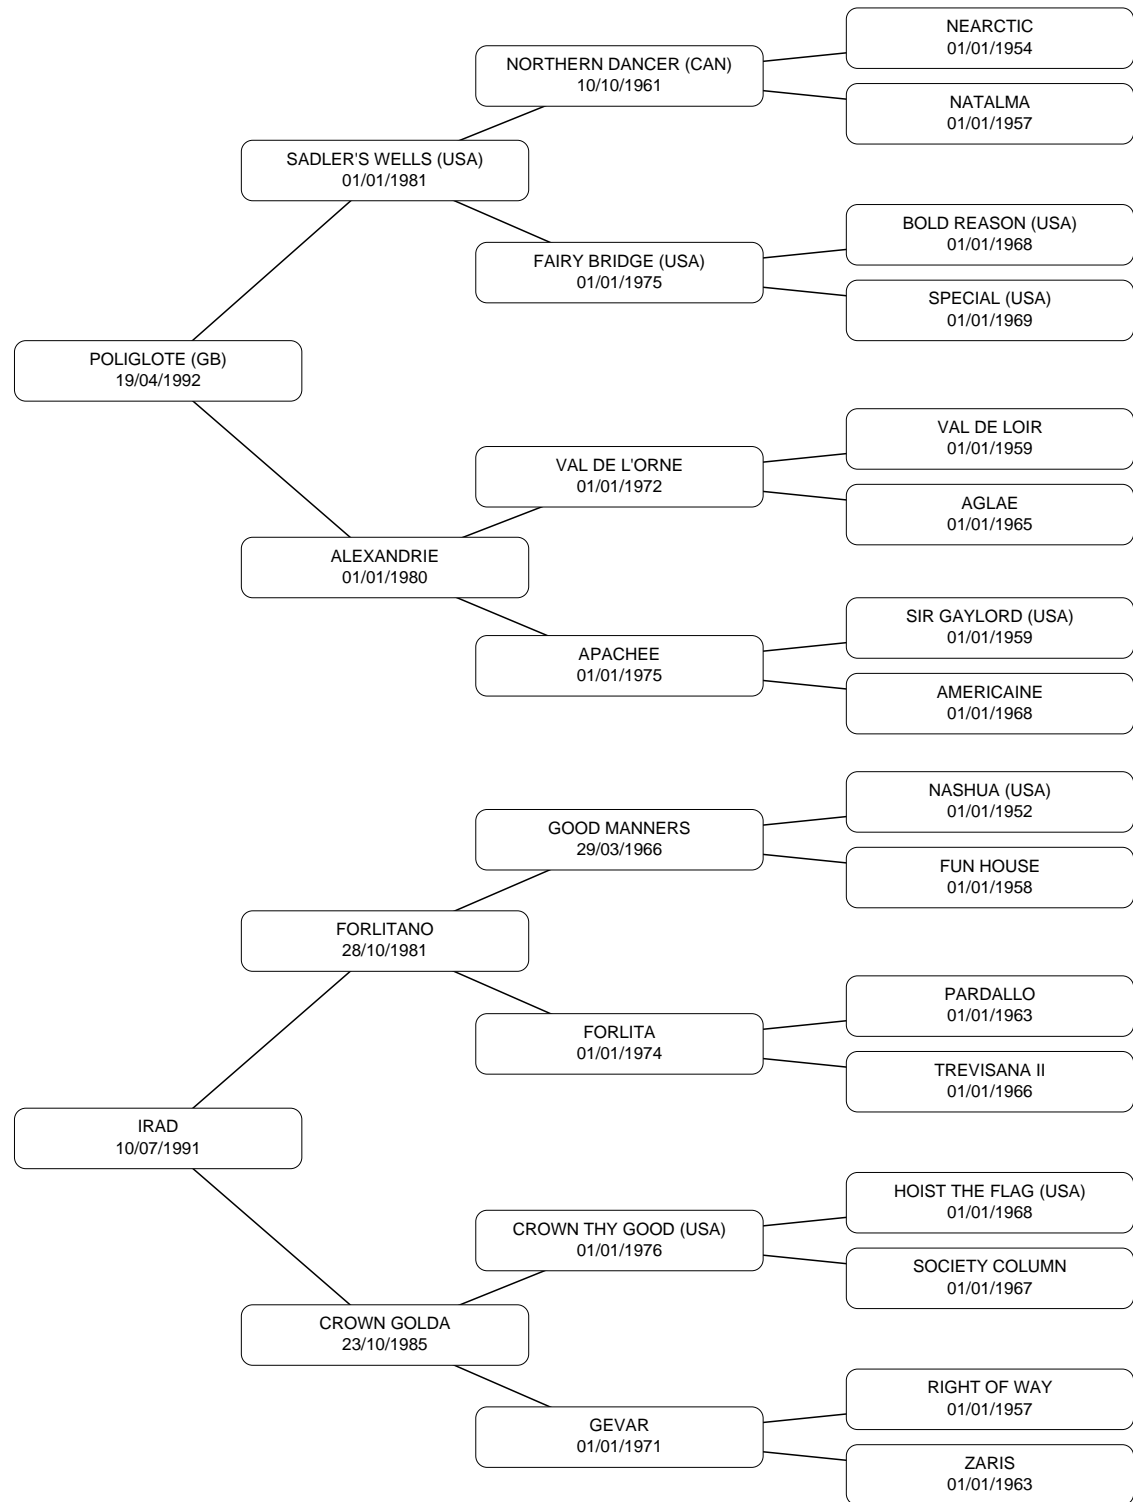 NEARCTIC
01/01/1954
NORTHERN DANCER (CAN)
10/10/1961
NATALMA
01/01/1957
SADLER'S WELLS (USA)
01/01/1981
BOLD REASON (USA)
01/01/1968
FAIRY BRIDGE (USA)
01/01/1975
SPECIAL (USA)
01/01/1969
POLIGLOTE (GB)
19/04/1992
VAL DE LOIR
01/01/1959
VAL DE L'ORNE
01/01/1972
AGLAE
01/01/1965
ALEXANDRIE
01/01/1980
SIR GAYLORD (USA)
01/01/1959
APACHEE
01/01/1975
AMERICAINE
01/01/1968
NASHUA (USA)
01/01/1952
GOOD MANNERS
29/03/1966
FUN HOUSE
01/01/1958
FORLITANO
28/10/1981
PARDALLO
01/01/1963
FORLITA
01/01/1974
TREVISANA II
01/01/1966
IRAD
10/07/1991
HOIST THE FLAG (USA)
01/01/1968
CROWN THY GOOD (USA)
01/01/1976
SOCIETY COLUMN
01/01/1967
CROWN GOLDA
23/10/1985
RIGHT OF WAY
01/01/1957
GEVAR
01/01/1971
ZARIS
01/01/1963